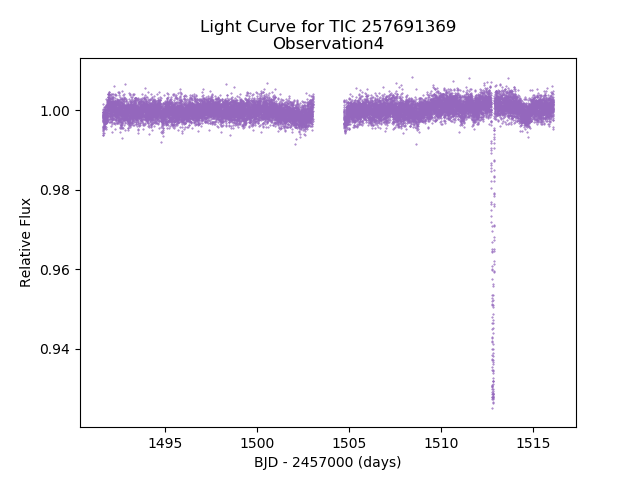 Light Curve for TIC 257691369
Observation4
1.00
0.98
0.96
0.94
Relative Flux
1495
1500
1505
1510
1515
BJD - 2457000 (days)